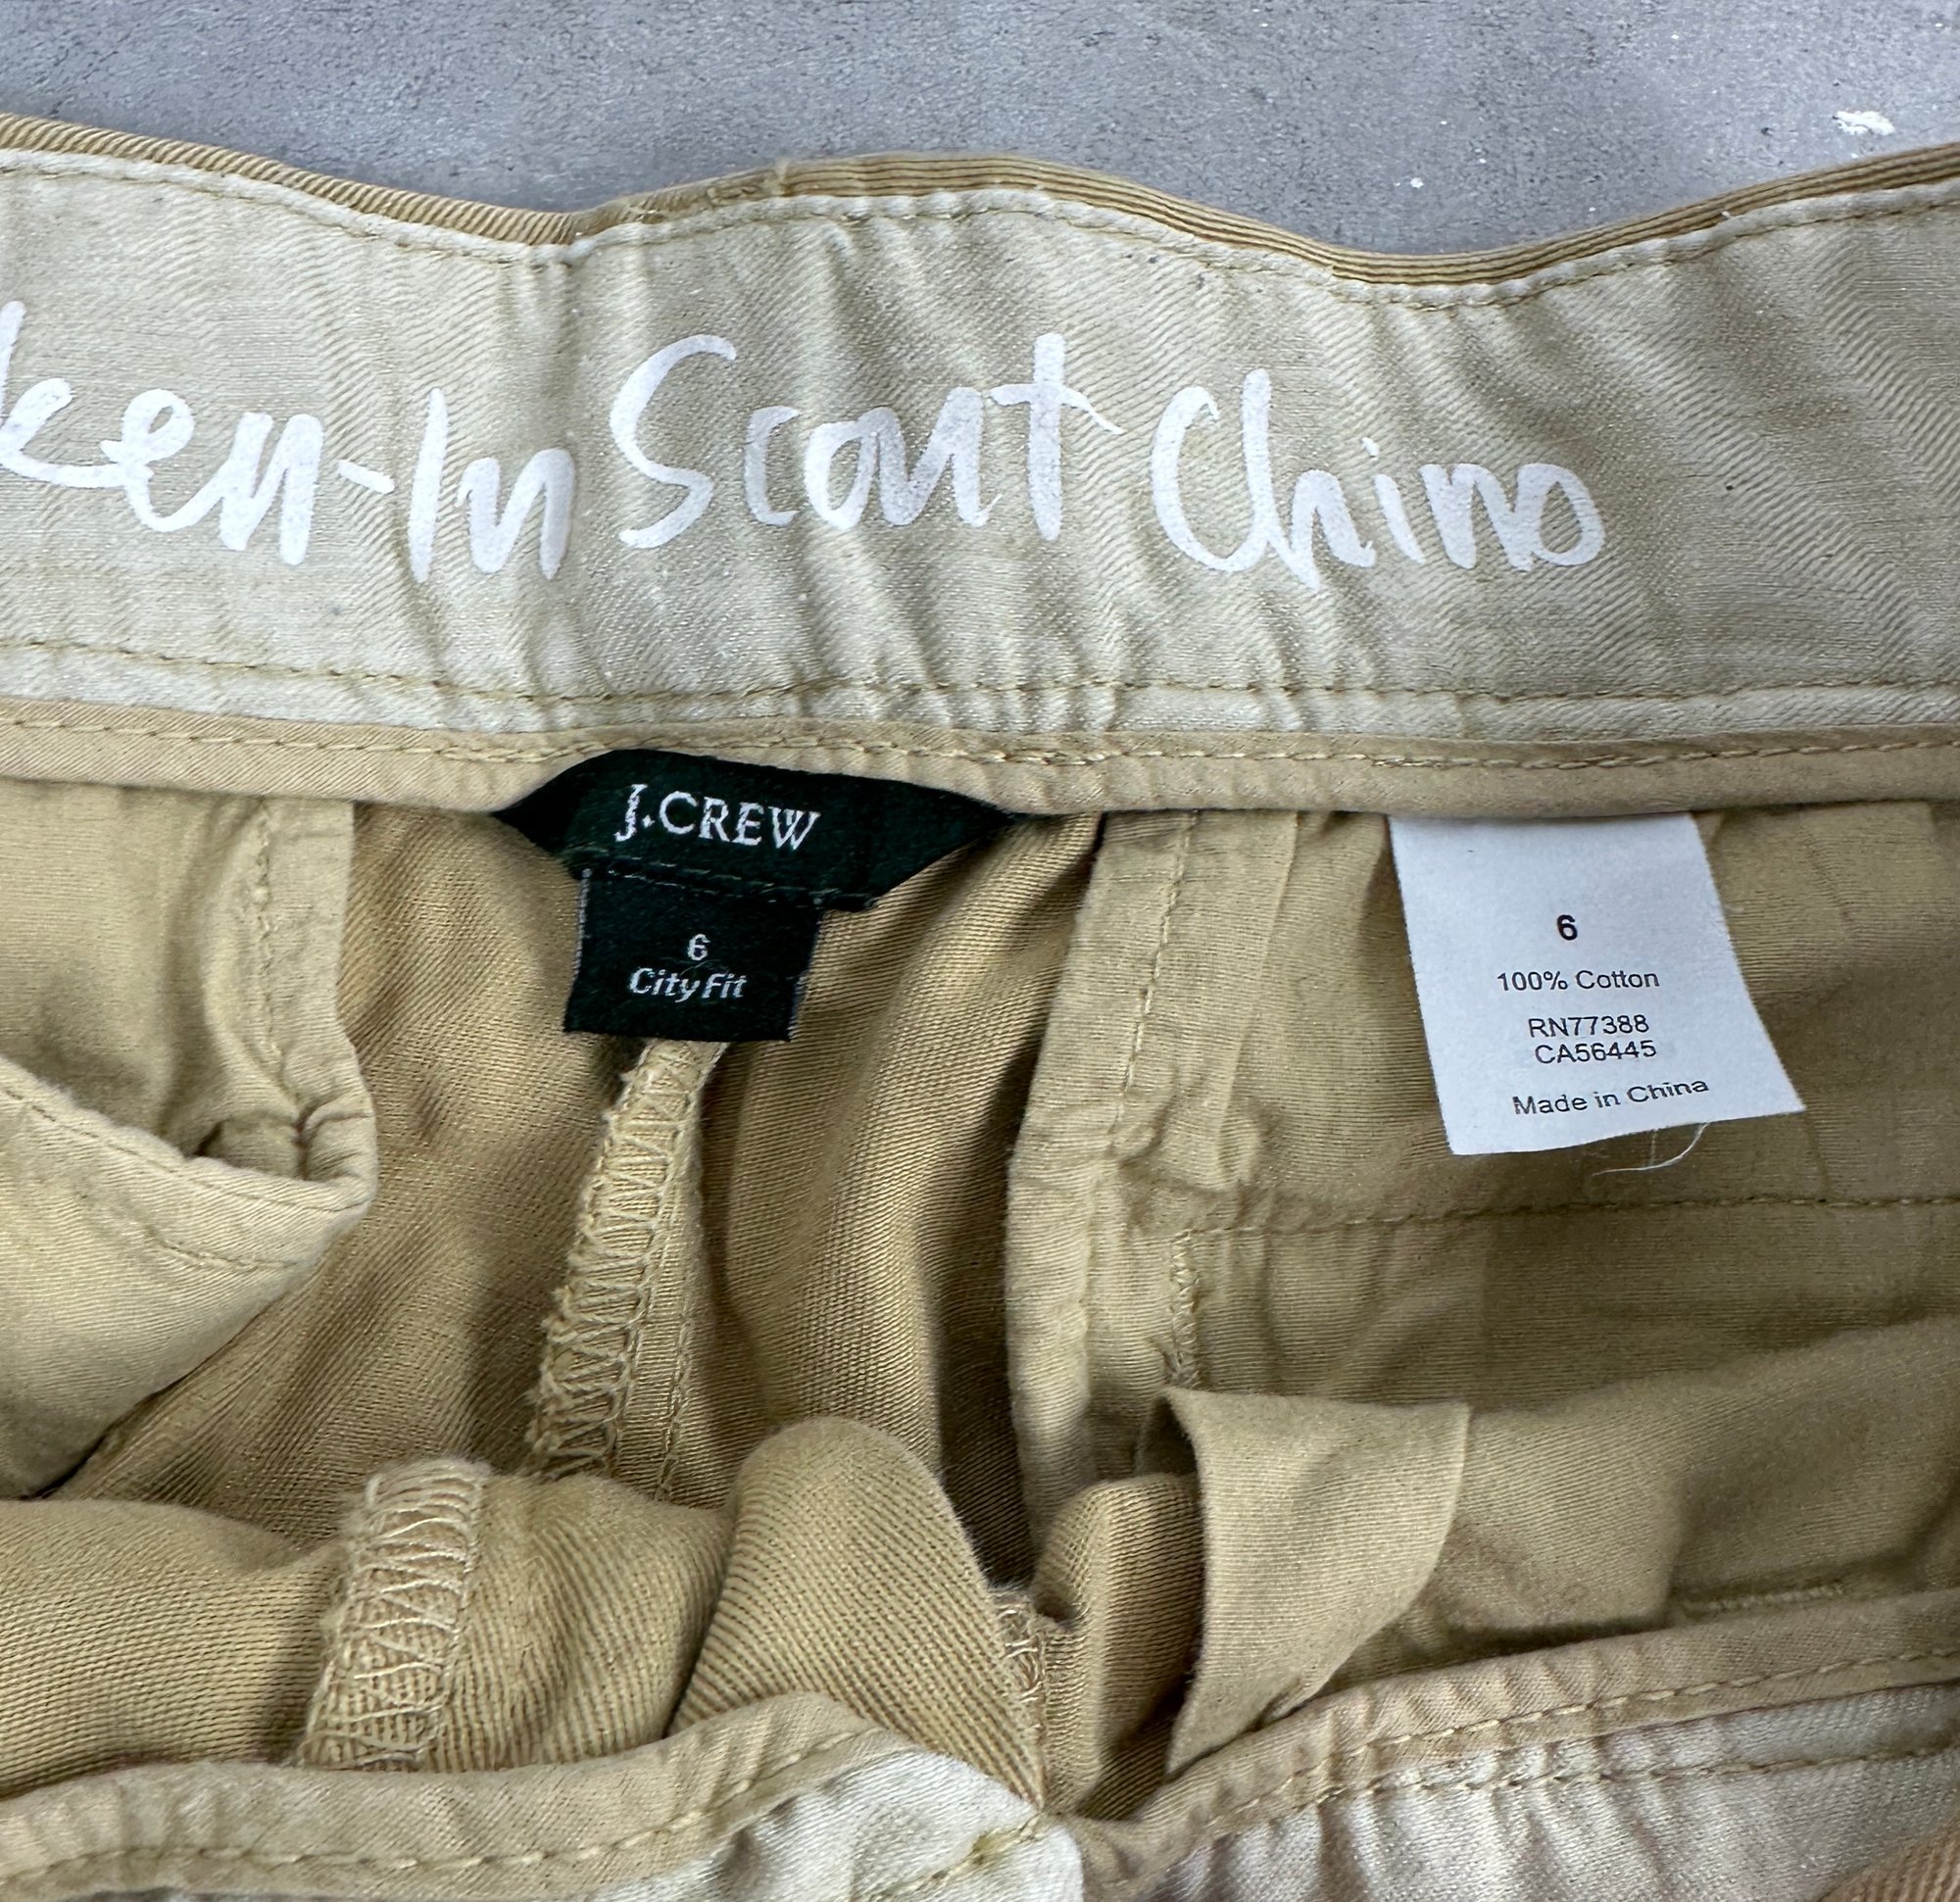 ken-In Scout Chino
J.CREW
6
City Fit
6
100% Cotton
RN77388
CA56445
Made in China